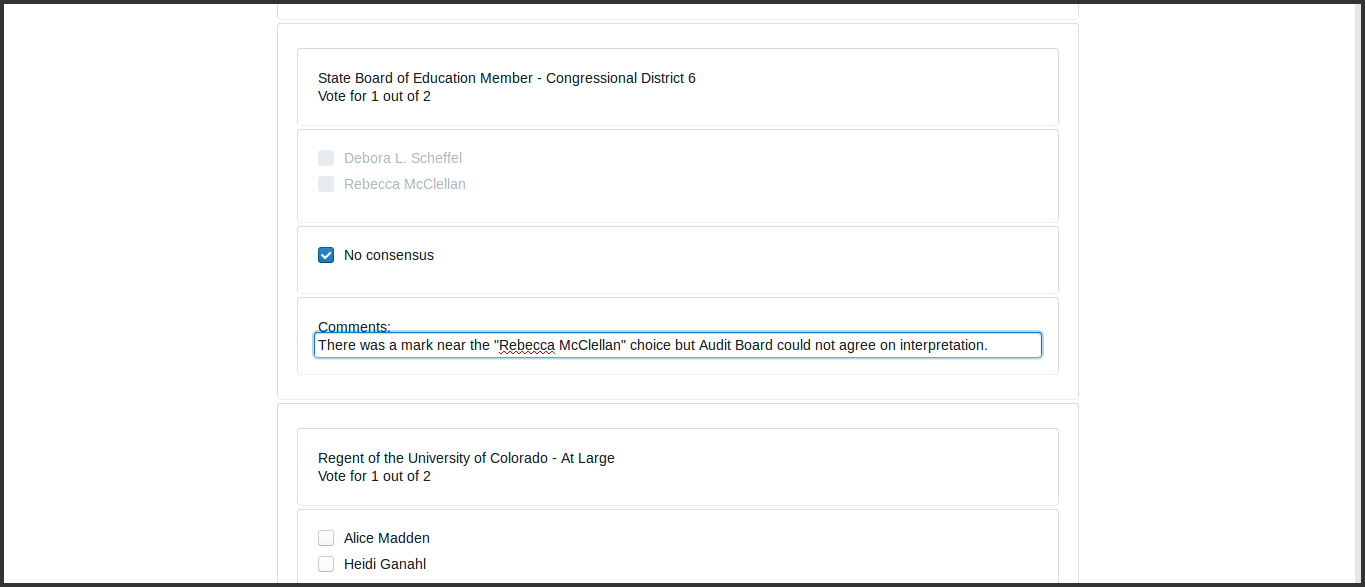 State Board of Education Member - Congressional District 6
Vote for 1 out of 2
Debora L. Scheffel
Rebecca McClellan
No consensus
Comments:
There was a mark near the "Rebecca McClellan" choice but Audit Board could not agree on interpretation.
Regent of the University of Colorado - At Large
Vote for 1 out of 2
Alice Madden
Heidi Ganahl